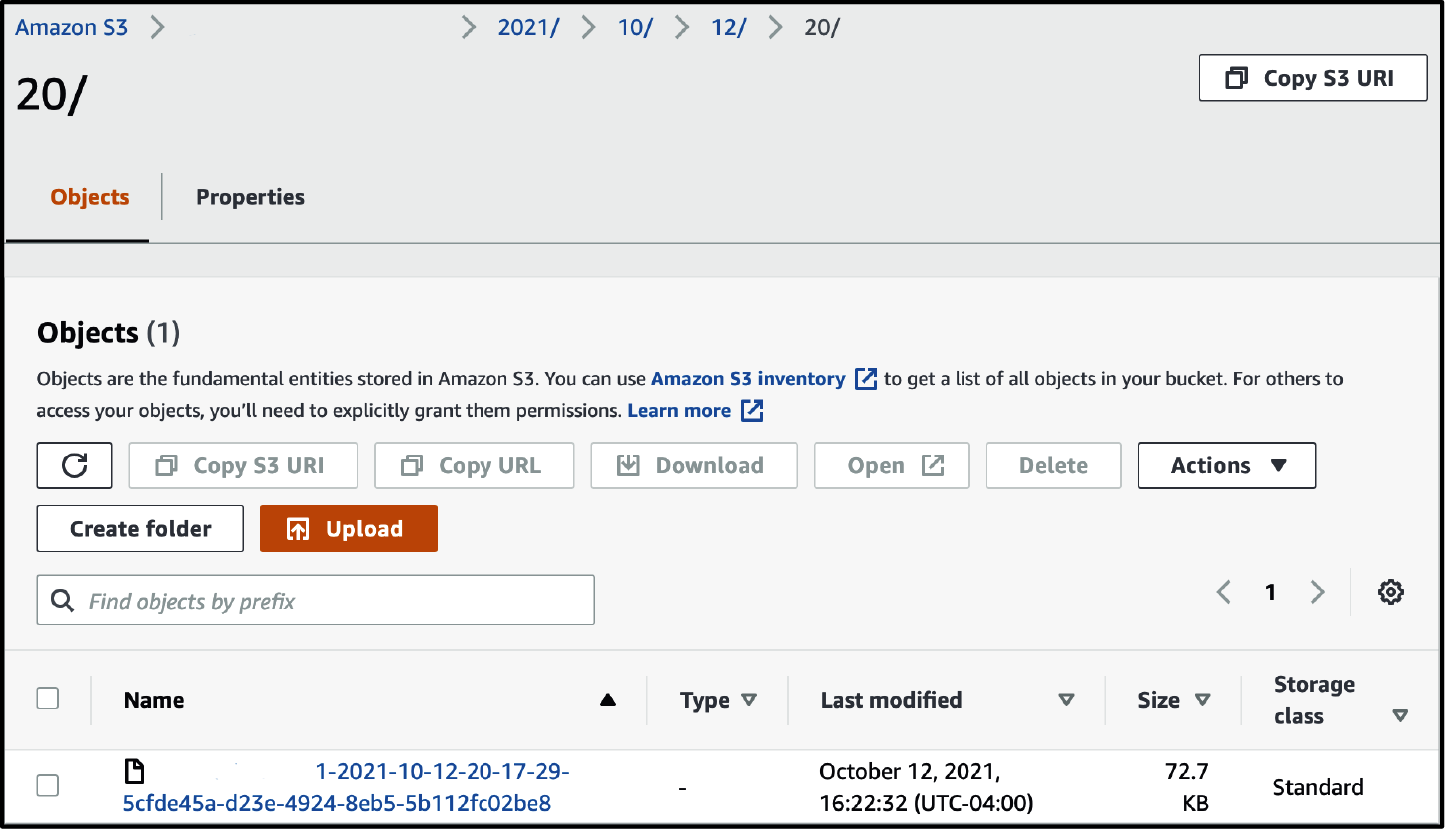 Amazon S3 > > 2021/ > 10/ > 12/ > 20/
20/
Copy S3 URI
Objects
Properties
Objects (1)
Objects are the fundamental entities stored in Amazon S3. You can use Amazon S3 inventory to get a list of all objects in your bucket. For others to
access your objects, you’ll need to explicitly grant them permissions. Learn more
Copy S3 URI Copy URL Download Open Delete Actions
Create folder Upload
Find objects by prefix
1
Name Type Last modified Size Storage
class
1-2021-10-12-20-17-29- October 12, 2021, 72.7
5cfde45a-d23e-4924-8eb5-5b112fc02be8 - 16:22:32 (UTC-04:00) KB Standard